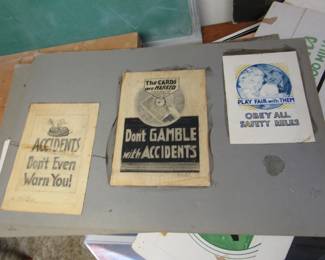 ACCIDENTS
Don't Even
Warn You!
The CARDS
are MARKED
Don't GAMBLE
with ACCIDENTS
PLAY FAIR with THEM
OBEY ALL
SAFETY RULES